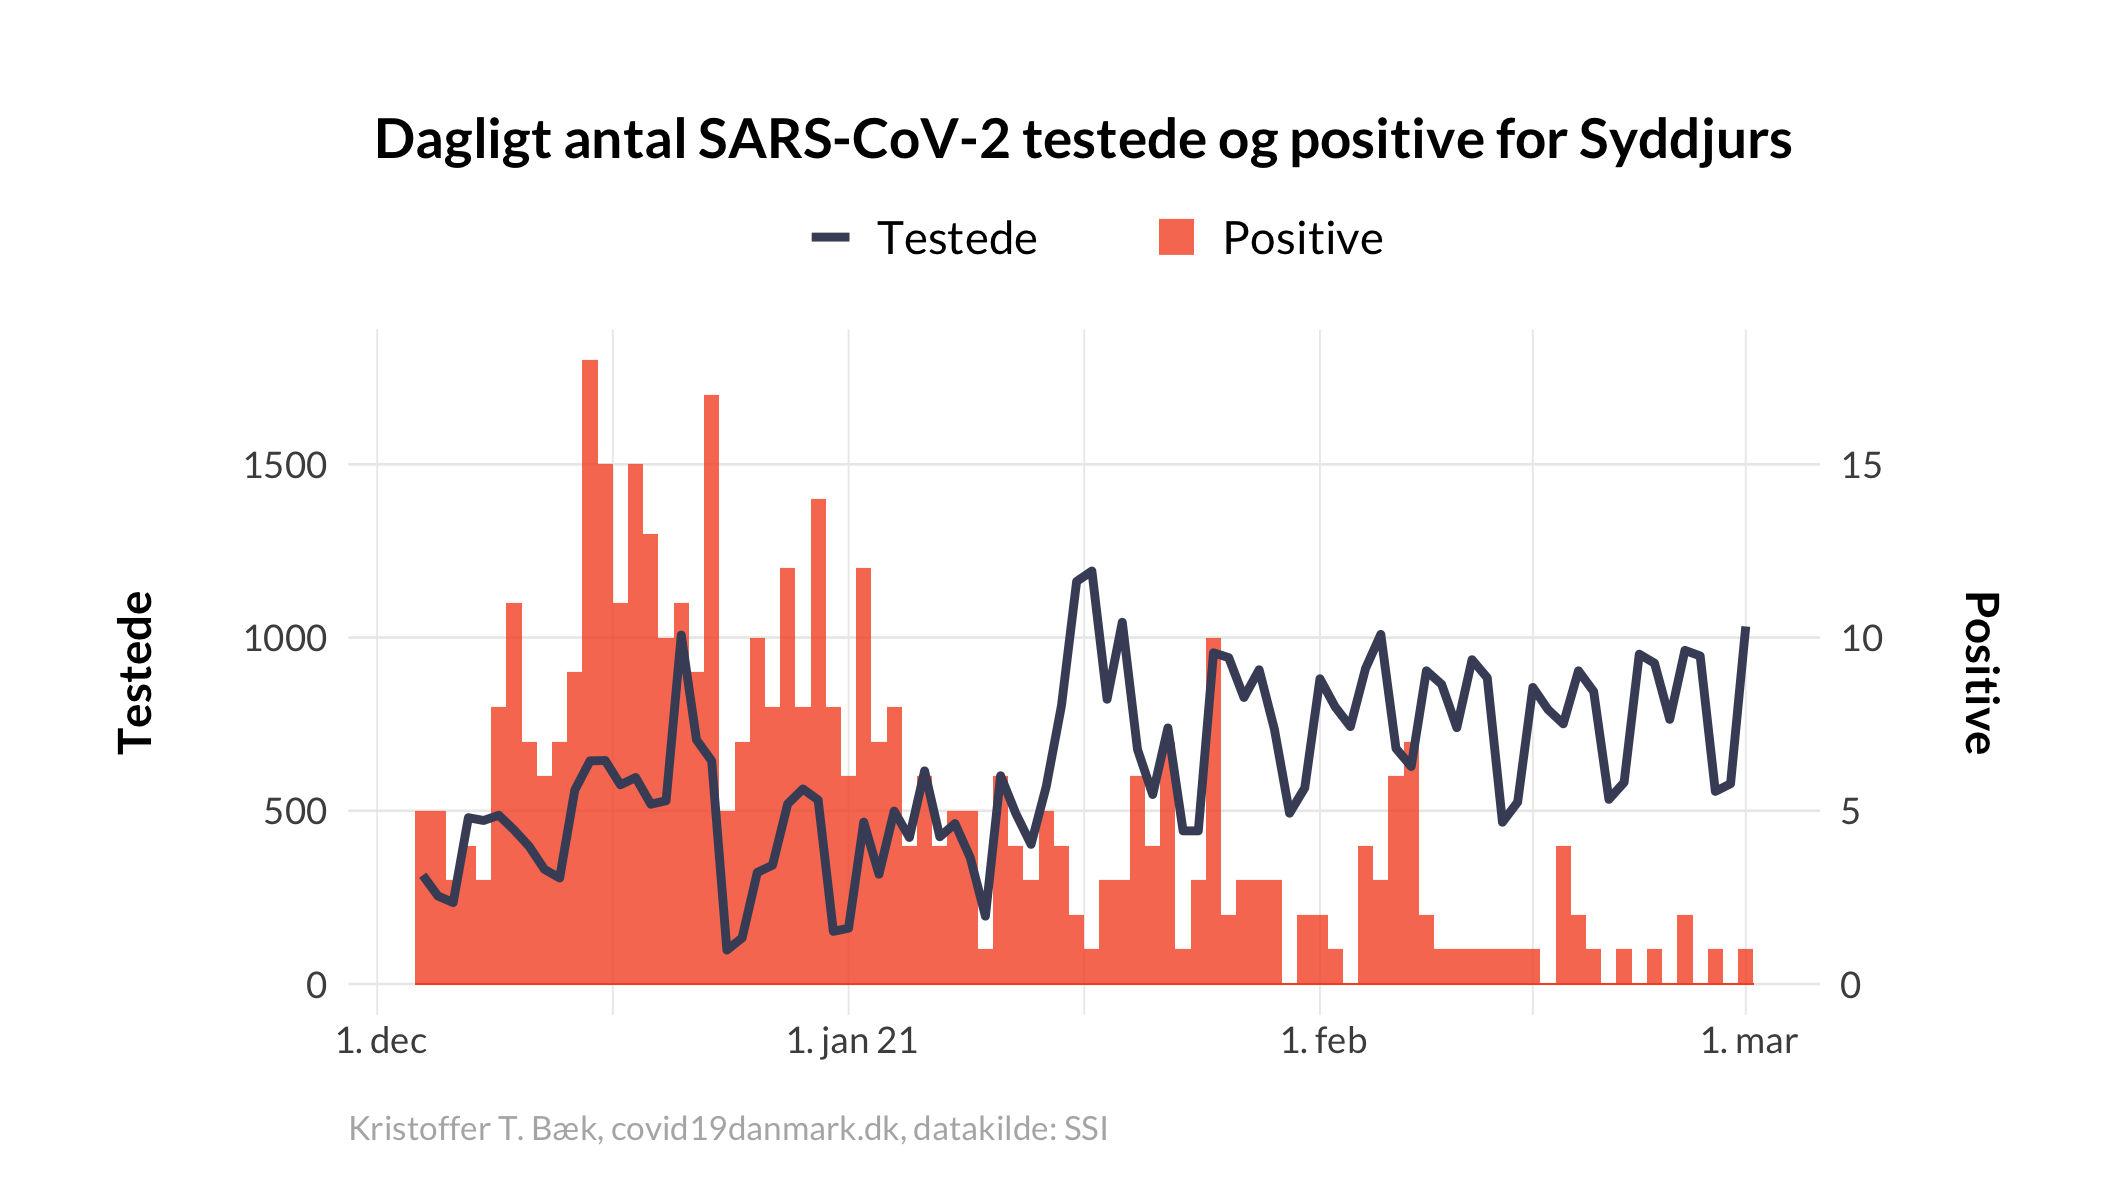 Dagligt antal SARS-CoV-2 testede og positive for Syddjurs
Testede
Positive
Testede
1500
1000
500
0
15
10
5
0
Positive
1. dec
1. jan 21
1. feb
1. mar
Kristoffer T. Bæk, covid19danmark.dk, datakilde: SSI